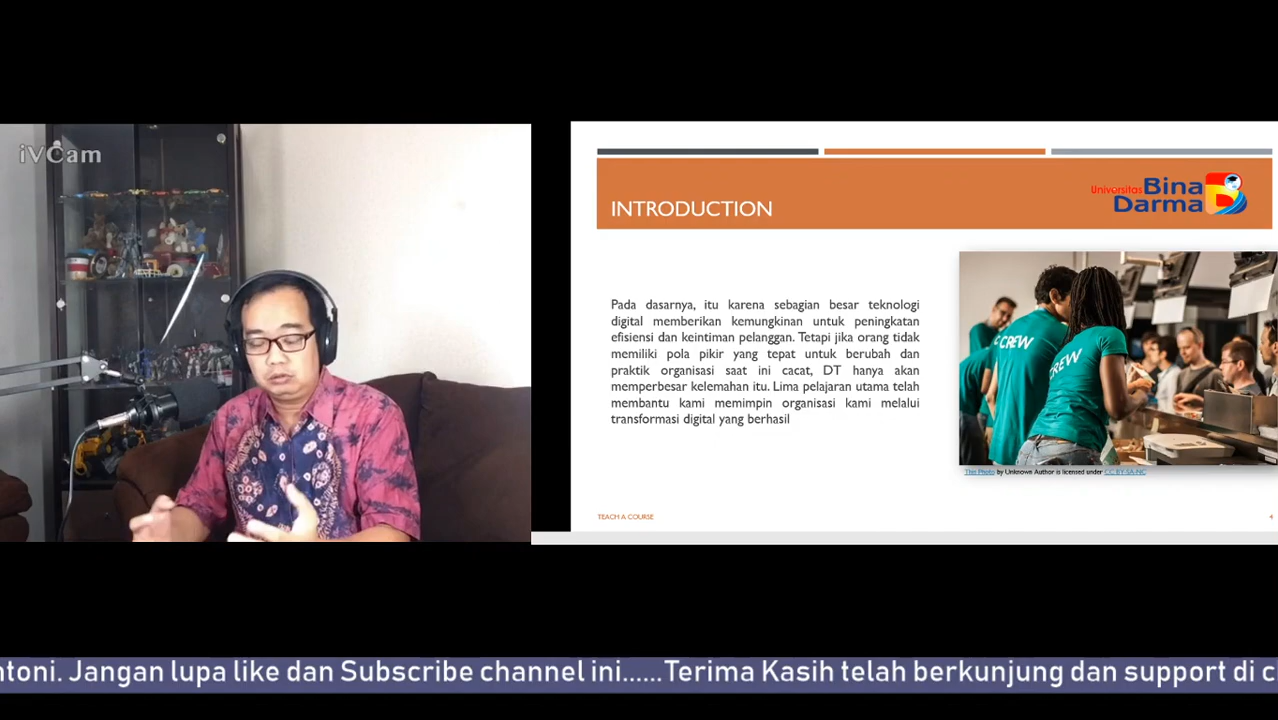 iVCam
INTRODUCTION
Universitas Bina
Darma
Pada dasarnya, itu karena sebagian besar teknologi
digital memberikan kemungkinan untuk peningkatan
efisiensi dan keintiman pelanggan. Tetapi jika orang tidak
memiliki pola pikir yang tepat untuk berubah dan
praktik organisasi saat ini cacat, DT hanya akan
memperbesar kelemahan itu. Lima pelajaran utama telah
membantu kami memimpin organisasi kami melalui
transformasi digital yang berhasil
CREW
CREW
This Photo by Unknown Author is licensed under CC BY-SA-NC
TEACH A COURSE
ntoni. Jangan lupa like dan Subscribe channel ini......Terima Kasih telah berkunjung dan support di c